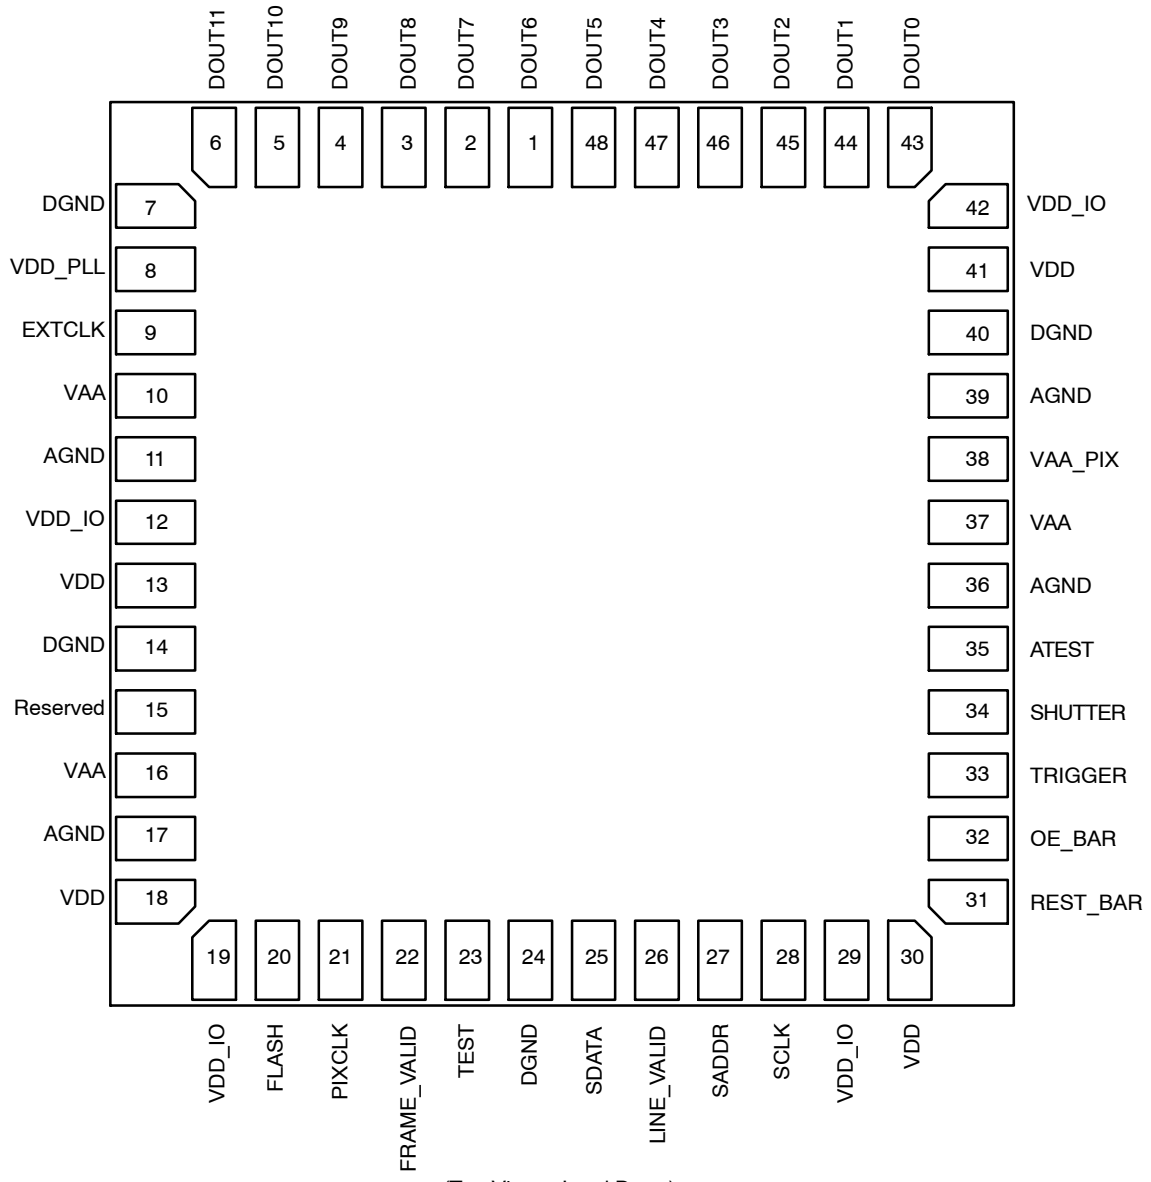 DOUT11
DOUT10
DOUT9
DOUT8
DOUT7
DOUT6
DOUT5
DOUT4
DOUT3
DOUT2
DOUT1
DOUT0
6 5 4 3 2 1 48 47 46 45 44 43
DGND 7 42 VDD_IO
VDD_PLL 8 41 VDD
EXTCLK 9 40 DGND
VAA 10 39 AGND
AGND 11 38 VAA_PIX
VDD_IO 12 37 VAA
VDD 13 36 AGND
DGND 14 35 ATEST
Reserved 15 34 SHUTTER
VAA 16 33 TRIGGER
AGND 17 32 OE_BAR
VDD 18 31 REST_BAR
19 20 21 22 23 24 25 26 27 28 29 30
VDD_IO
FLASH
PIXCLK
FRAME_VALID
TEST
DGND
SDATA
LINE_VALID
SADDR
SCLK
VDD_IO
VDD